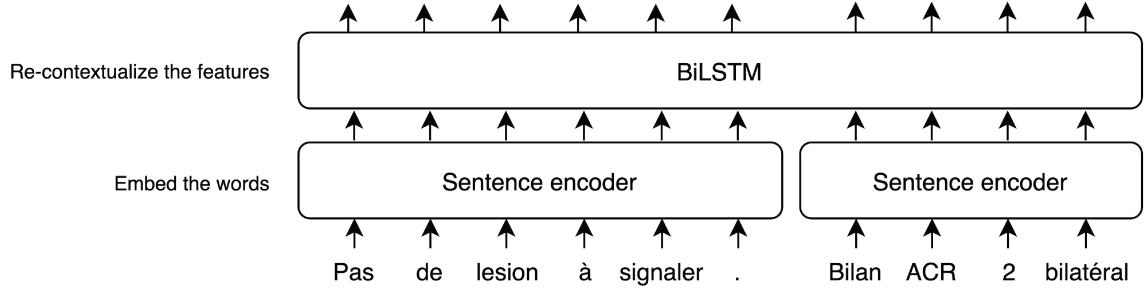 Re-contextualize the features
BiLSTM
Embed the words
Sentence encoder
Sentence encoder
Pas de lesion à signaler . Bilan ACR 2 bilatéral